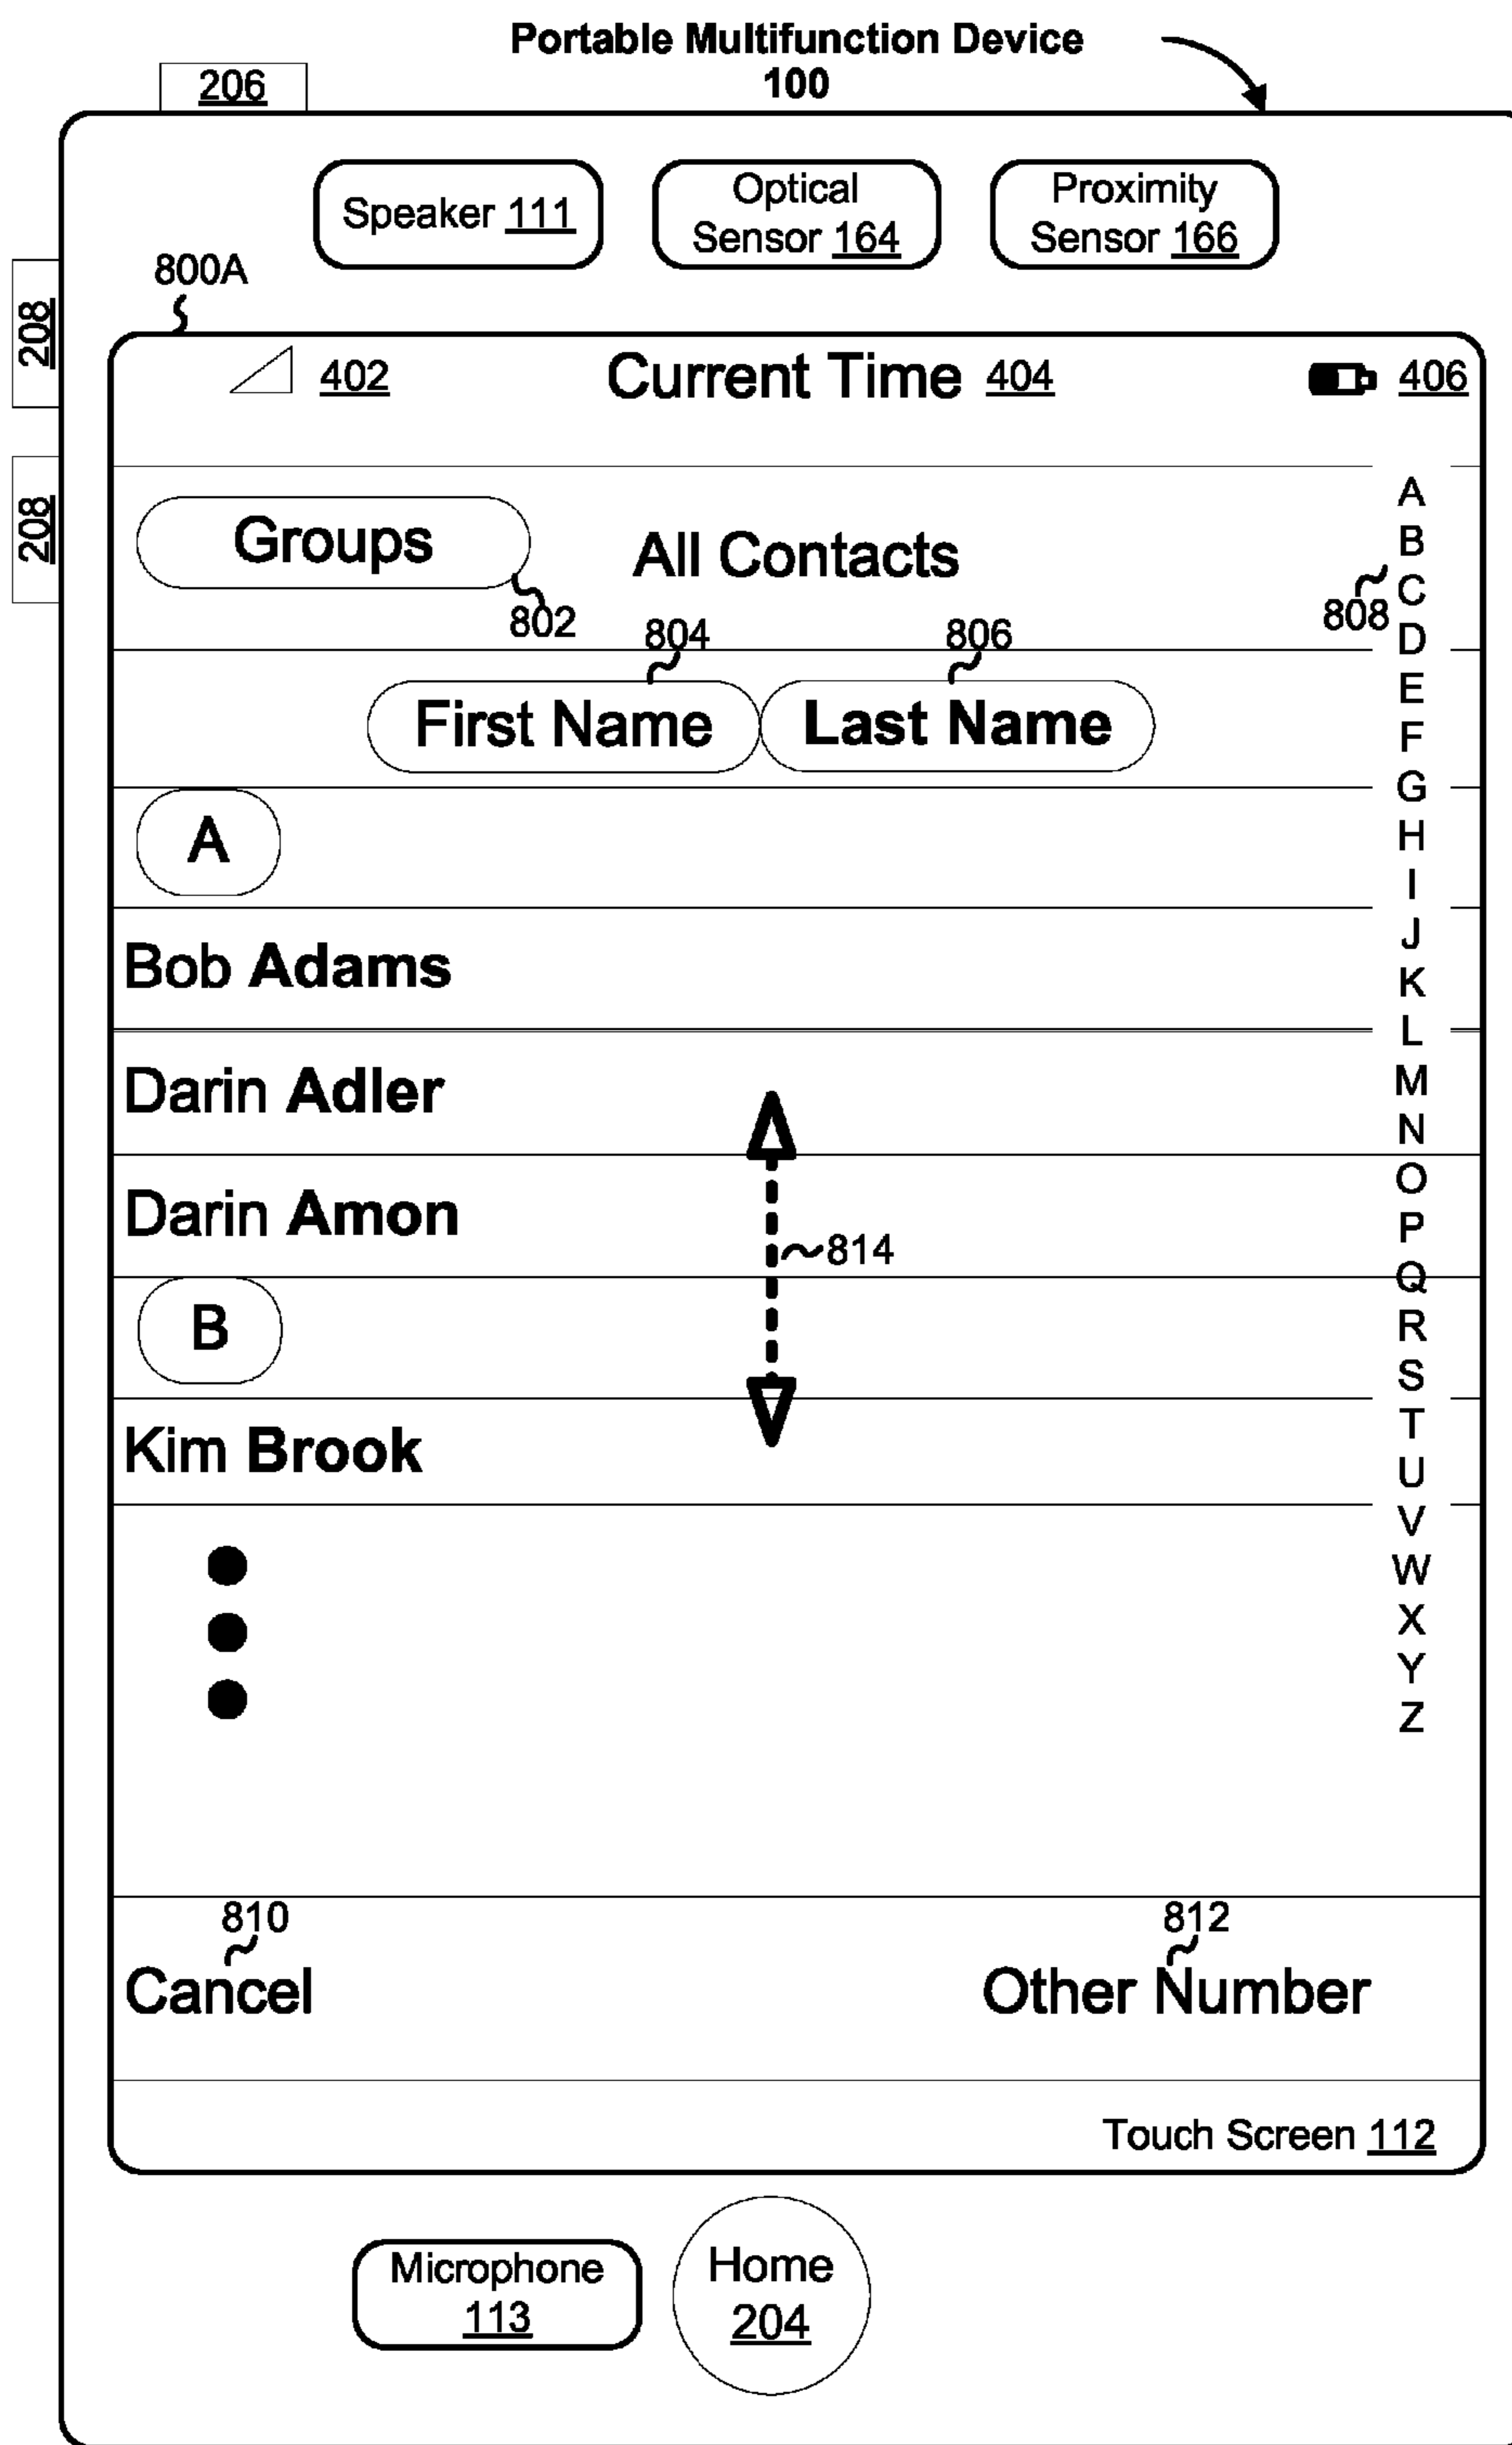 Portable Multifunction Device
100
206
Speaker 111
Optical
Sensor 164
Proximity
Sensor 166
800A
208
208
402
Current Time 404
406
Groups
All Contacts
802
804
806
808
First Name
Last Name
A
B
C
D
E
F
G
H
I
J
K
L
M
N
O
P
Q
R
S
T
U
V
W
X
Y
Z
A
Bob Adams
Darin Adler
Darin Amon
814
B
Kim Brook
810
812
Cancel
Other Number
Touch Screen 112
Microphone
113
Home
204